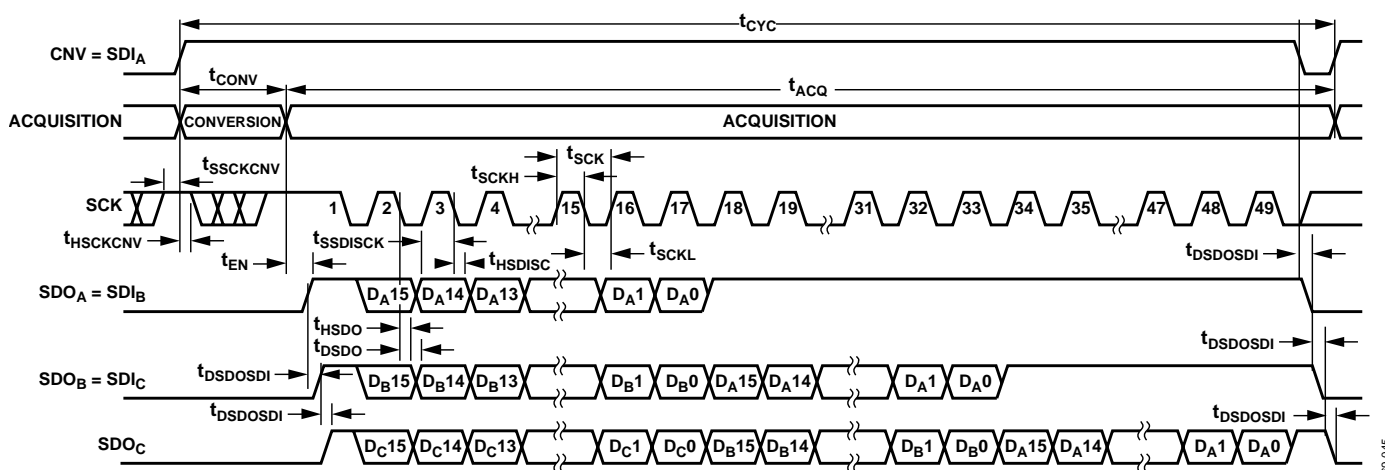 tCYC
CNV = SDIA
tCONV
tACQ
ACQUISITION
CONVERSION
ACQUISITION
tSSCKCNV
tSCK
tSCKH
SCK
1 2 3 4 15 16 17 18 19 31 32 33 34 35 47 48 49
tHSCKCNV
tSSDISCK
tHSDISC
tSCKL
tDSDOSDI
tEN
SDOA = SDIB
DA15 DA14 DA13 DA1 DA0
tHSDO
tDSDO
tDSDOSDI
tDSDOSDI
SDOB = SDIC
DB15 DB14 DB13 DB1 DB0 DA15 DA14 DA1 DA0
tDSDOSDI
tDSDOSDI
SDOC
DC15 DC14 DC13 DC1 DC0 DB15 DB14 DB1 DB0 DA15 DA14 DA1 DA0